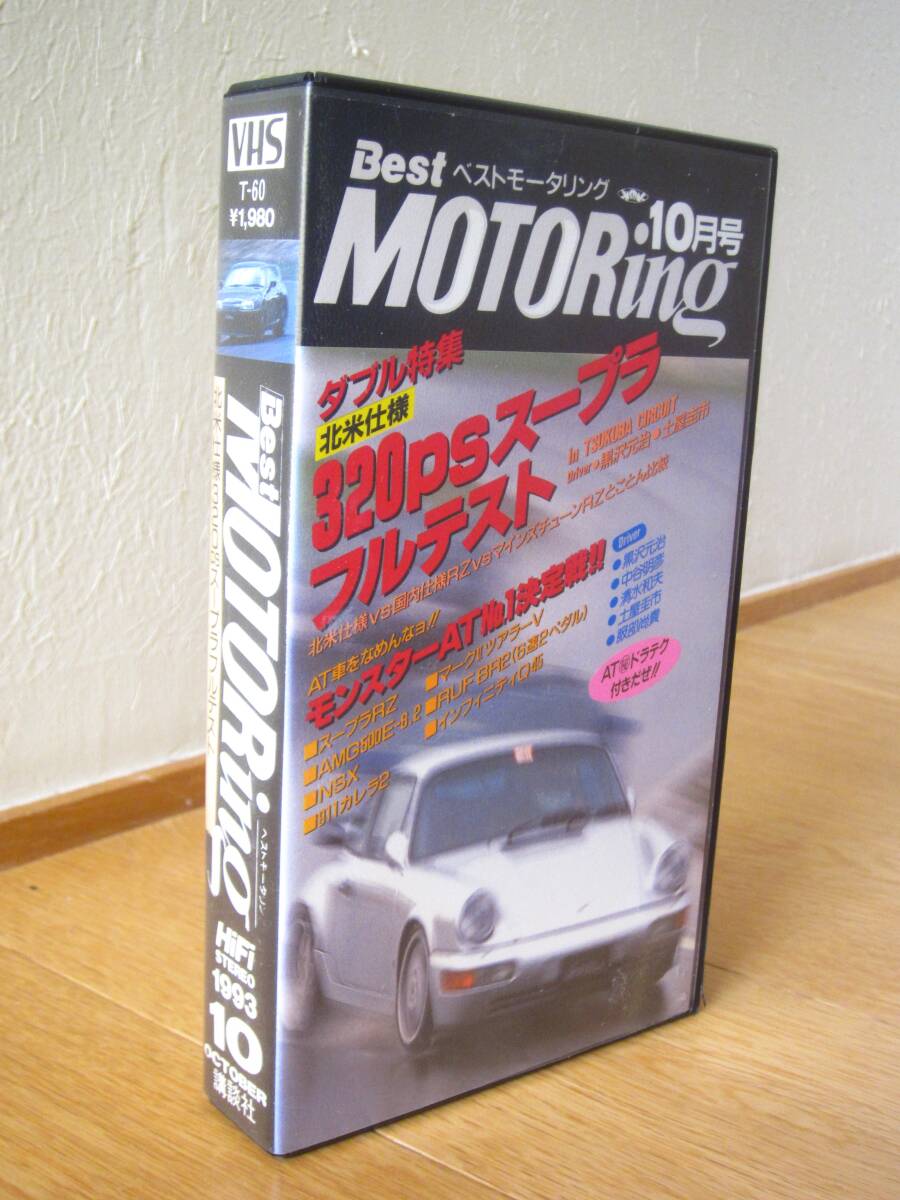 VHS
T-60
¥1,980
Best
MOTORing
HiFi
STEREO
1993
10
OCTOBER
講談社
Best ベストモータリング
MOTORing
10月号
ダブル特集
北米仕様
320psスープラ
フルテスト
In TSUKUBA CIRCUIT
Driver●黒沢元治●土屋圭市
北米仕様vs国内仕様RZvsマインズチューンRZとことん比較
AT車をなめんなョ!!
モンスターATNo.1決定戦!!
■スープラRZ
■AMG500E-6.2
■NSX
■911カレラ2
■マークIIツアラーV
■RUF BR2(5速2ペダル)
■インフィニティQ45
Driver
●黒沢元治
●中谷明彦
●清水和夫
●土屋圭市
●服部尚貴
AT㊙ドラテク
付きだぜ!!